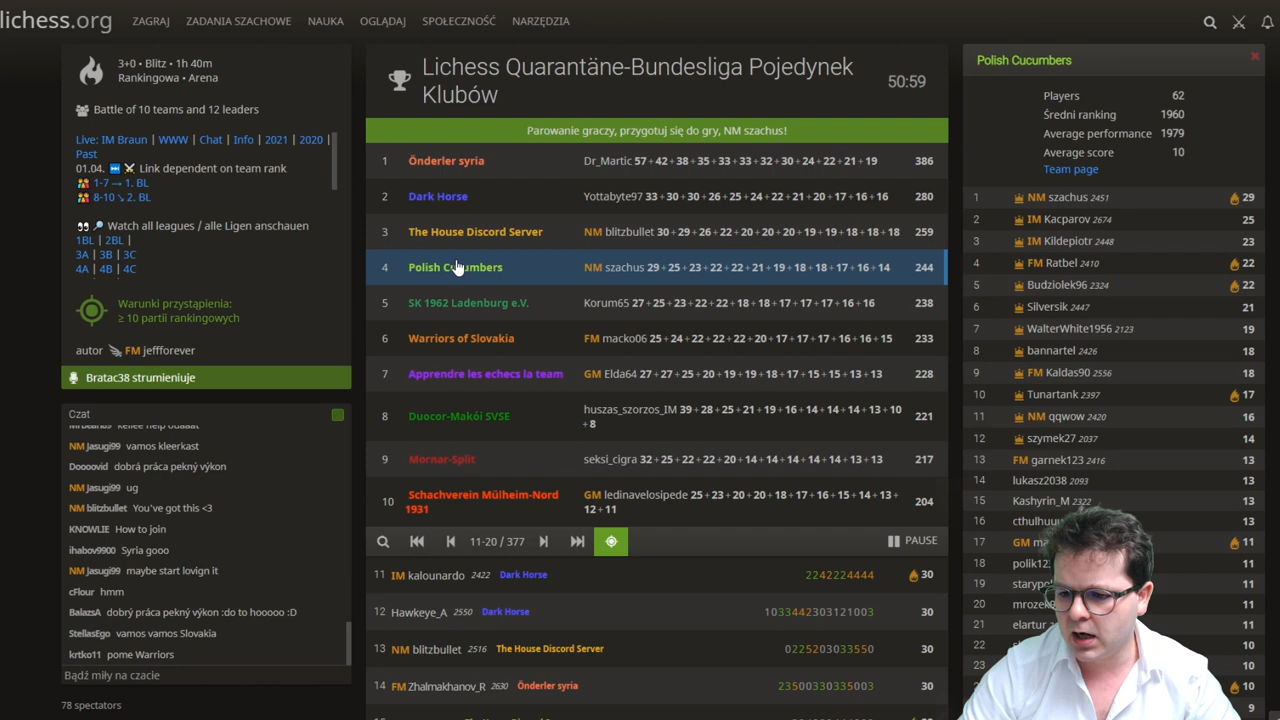 lichess.org ZAGRAJ ZADANIA SZACHOWE NAUKA OGLĄDAJ SPOŁECZNOŚĆ NARZĘDZIA
3+0 • Blitz • 1h 40m
Rankingowa • Arena
Battle of 10 teams and 12 leaders
Live: IM Braun | WWW | Chat | Info | 2021 | 2020 |
Past
01.04. Link dependent on team rank
1-7 → 1. BL
8-10 ↘ 2. BL
Watch all leagues / alle Ligen anschauen
1BL | 2BL |
3A | 3B | 3C
4A | 4B | 4C
Warunki przystąpienia:
≥ 10 partii rankingowych
autor FM jeffforever
Bratac38 strumieniuje
Czat
NM Jasugi99 vamos kleerkast
Doooovid dobrá práca pekný výkon
NM Jasugi99 ug
NM blitzbullet You've got this <3
KNOWLIE How to join
ihabov9900 Syria gooo
NM Jasugi99 maybe start lovign it
cFlour hmm
BalazsA dobrý práca pekný výkon :do to hooooo :D
StellasEgo vamos vamos Slovakia
krtko11 pome Warriors
Bądź miły na czacie
78 spectators
Lichess Quarantäne-Bundesliga Pojedynek
Klubów
50:59
Parowanie graczy, przygotuj się do gry, NM szachus!
1 Önderler syria Dr_Martic 57+42+38+35+33+33+32+30+24+22+21+19 386
2 Dark Horse Yottabyte97 33+30+30+26+25+24+22+21+20+17+16+16 280
3 The House Discord Server NM blitzbullet 30+29+26+22+20+20+20+19+19+18+18+18 259
4 Polish Cucumbers NM szachus 29+25+23+22+22+21+19+18+18+17+16+14 244
5 SK 1962 Ladenburg e.V. Korum65 27+25+23+22+22+18+18+17+17+17+16+16 238
6 Warriors of Slovakia FM macko06 25+24+22+22+22+20+17+17+17+16+16+15 233
7 Apprendre les echecs la team GM Elda64 27+27+25+20+19+19+18+17+15+15+13+13 228
8 Duocor-Makói SVSE huszas_szorzos_IM 39+28+25+21+19+16+14+14+14+13+10
+8 221
9 Mornar-Split seksi_cigra 32+25+22+22+20+14+14+14+14+14+13+13 217
10 Schachverein Mülheim-Nord
1931
GM ledinavelosipede 25+23+20+20+18+17+16+15+14+13+
12+11 204
11-20 / 377 PAUSE
11 IM kalounardo 2422 Dark Horse 2242224444 30
12 Hawkeye_A 2550 Dark Horse 1033442303121003 30
13 NM blitzbullet 2516 The House Discord Server 0225203033550 30
14 FM Zhalmakhanov_R 2630 Önderler syria 235003300335003 30
Polish Cucumbers
Players 62
Średni ranking 1960
Average performance 1979
Average score 10
Team page
1 NM szachus 2451 29
2 IM Kacparov 2674 25
3 IM Kildepiotr 2448 23
4 FM Ratbel 2410 22
5 Budziolek96 2324 22
6 Silversik 2447 21
7 WalterWhite1956 2123 19
8 bannartel 2426 18
9 FM Kaldas90 2556 18
10 Tunartank 2397 17
11 NM qqwow 2420 16
12 szymek27 2037 14
13 FM garnek123 2416 13
14 lukasz2038 2093 13
15 Kashyrin_M 2322 13
16 11
17 GM 11
18 11
19 11
20 11
21 11
22 10
23 10
10
9